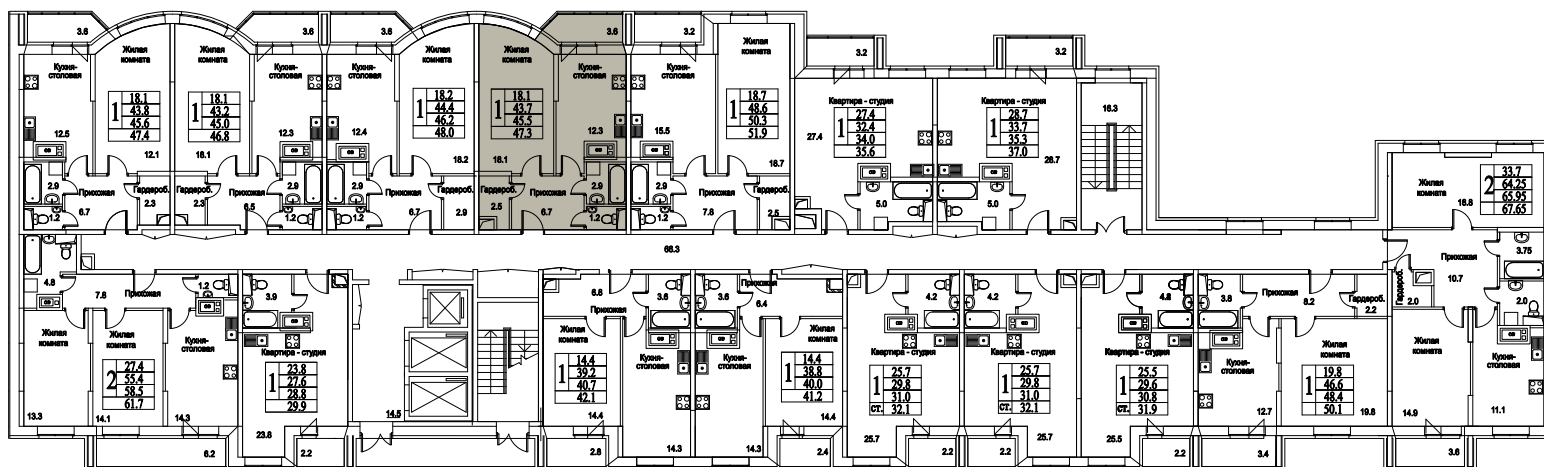 3.6
3.6
3.6
3.6
3.2
3.2
3.2
Жилая
комната
Жилая
комната
Жилая
комната
Жилая
комната
Жилая
комната
Кухня-
столовая
Кухня-
столовая
Кухня-
столовая
Кухня-
столовая
Кухня-
столовая
1
18.1
43.8
45.6
47.4
1
18.1
43.2
45.0
46.8
1
18.2
44.4
46.2
48.0
1
18.1
43.7
45.5
47.3
1
18.7
48.6
50.3
51.9
Квартира - студия
1
27.4
32.4
34.0
35.6
Квартира - студия
1
28.7
33.7
35.3
37.0
16.3
27.4
26.7
12.5
12.1
18.1
12.3
12.4
18.2
18.1
12.3
15.5
18.7
2.9
Прихожая
Гардероб.
Гардероб.
Прихожая
2.9
2.9
Прихожая
Гардероб.
Гардероб.
Прихожая
2.9
2.9
Прихожая
Гардероб.
1.2
6.7
2.3
2.3
6.5
1.2
1.2
6.7
2.9
2.5
6.7
1.2
1.2
7.8
2.5
5.0
5.0
Жилая
комната
2
33.7
64.25
65.95
67.65
18.8
66.3
Прихожая
10.7
3.75
Гардероб.
2.0
2.0
4.8
7.8
Прихожая
1.2
3.9
6.8
Прихожая
3.6
3.6
Прихожая
6.4
4.2
4.2
4.2
3.8
Прихожая
8.2
Гардероб.
2.2
Жилая
комната
Жилая
комната
Кухня-
столовая
2
27.4
55.4
58.5
61.7
13.3
14.1
14.3
6.2
Квартира - студия
1
23.8
27.6
28.8
29.9
23.8
2.2
14.5
Жилая
комната
Кухня-
столовая
1
14.4
39.2
40.7
42.1
14.4
14.3
2.8
Кухня-
столовая
Жилая
комната
1
14.4
38.8
40.0
41.2
14.3
14.4
2.4
Квартира - студия
1
ст.
25.7
29.8
31.0
32.1
25.7
2.2
Квартира - студия
1
ст.
25.7
29.8
31.0
32.1
25.7
2.2
Квартира - студия
1
ст.
25.5
29.6
30.8
31.9
25.5
2.2
Кухня-
столовая
Жилая
комната
1
19.8
46.6
48.4
50.1
12.7
19.8
3.4
Жилая
комната
Кухня-
столовая
14.9
11.1
3.6